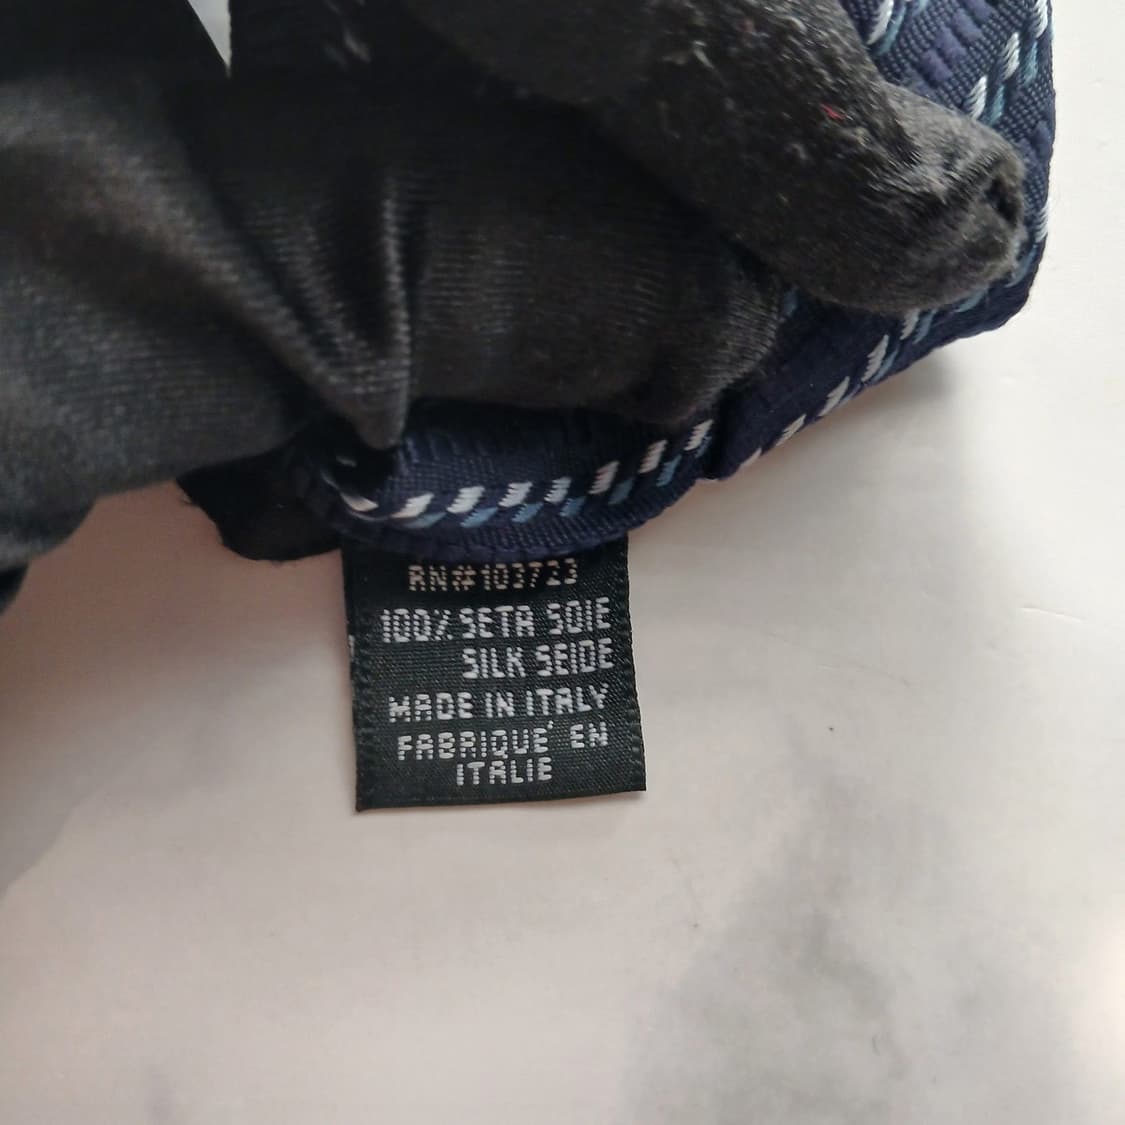 RN#103723
100% SETA SOIE
SILK SEIDE
MADE IN ITALY
FABRIQUE' EN
ITALIE